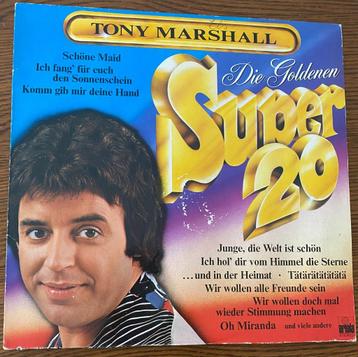 TONY MARSHALL
Schöne Maid
Ich fang' für euch
den Sonnenschein
Komm gib mir deine Hand
Die Goldenen
Super
20
Junge, die Welt ist schön
Ich hol' dir vom Himmel die Sterne
...und in der Heimat · Tätärätätätätä
Wir wollen alle Freunde sein
Wir wollen doch mal
wieder Stimmung machen
Oh Miranda und viele andere
ariola